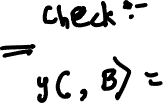 check :-
=
y(, B) =